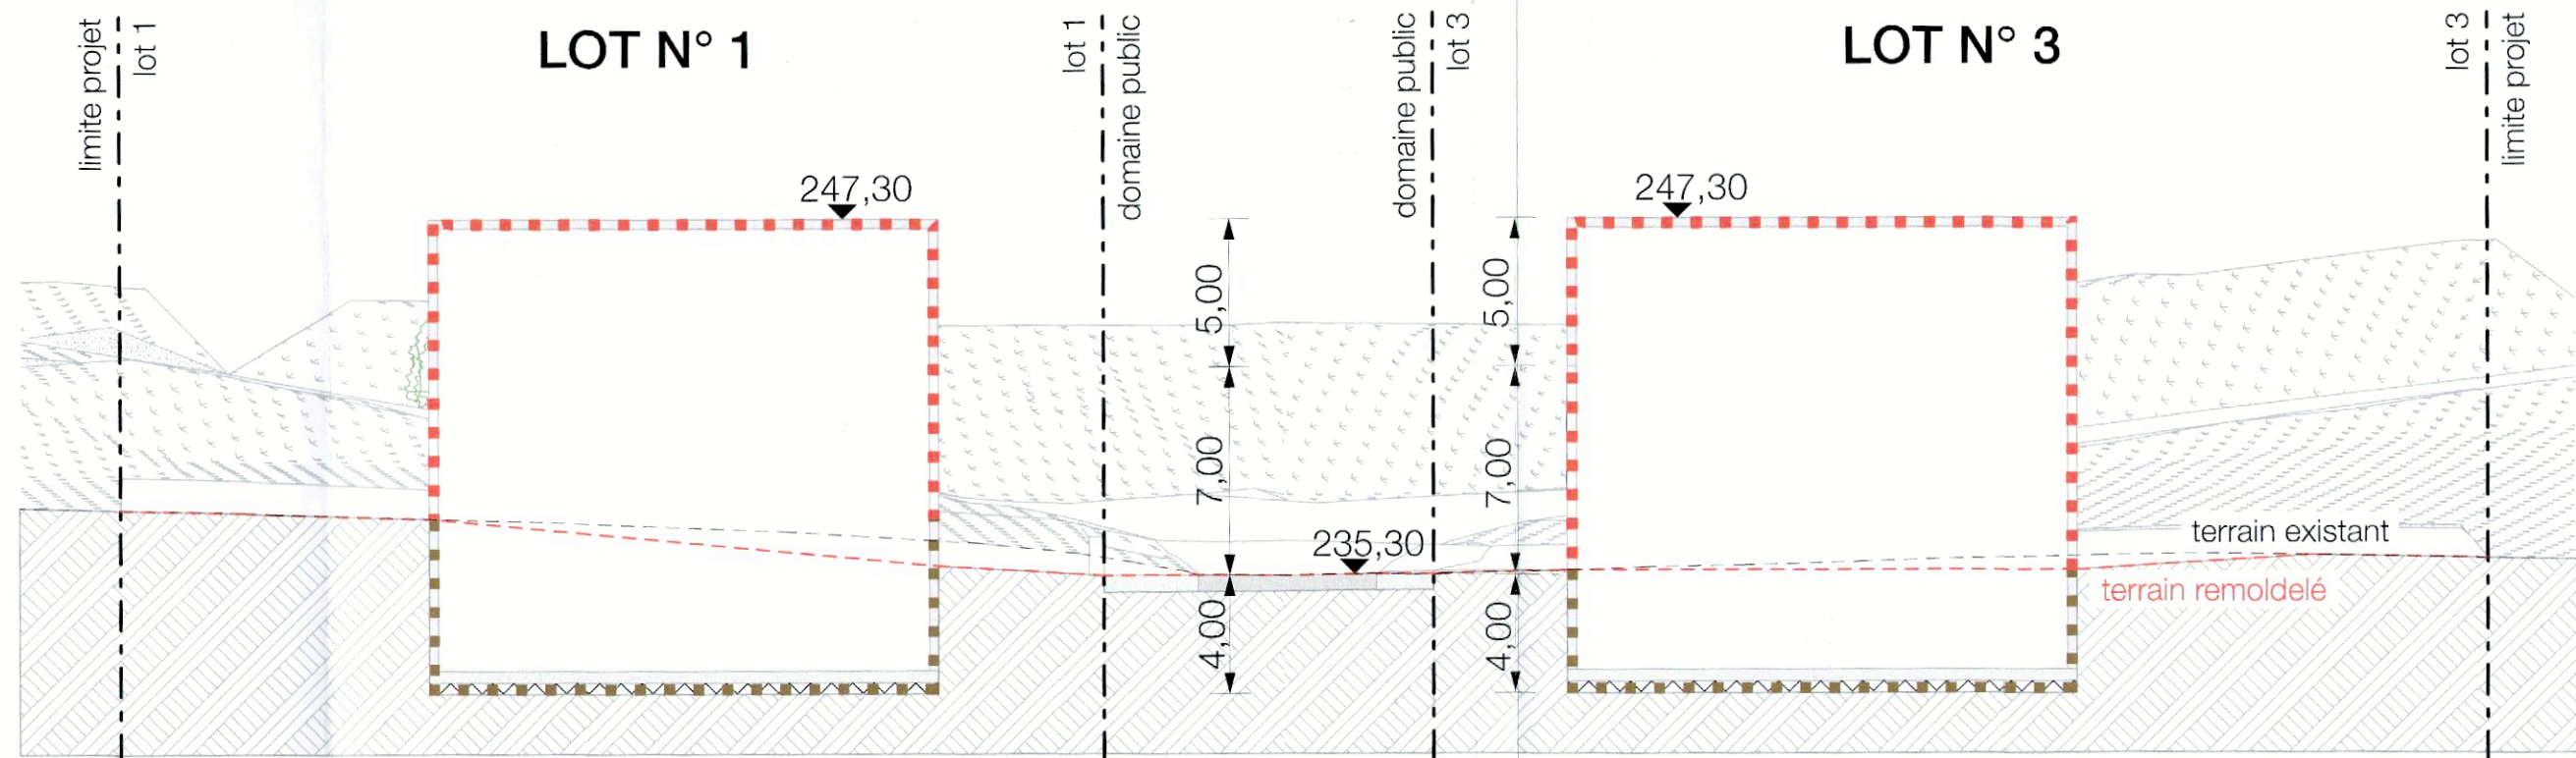 limite projet
lot 1
LOT N° 1
lot 1
domaine public
domaine public
lot 3
LOT N° 3
lot 3
limite projet
247,30
247,30
5,00
5,00
7,00
7,00
235,30
4,00
4,00
terrain existant
terrain remoldelé